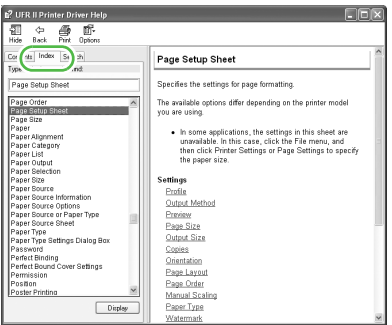 UFR II Printer Driver Help
Hide Back Print Options
Index
Page Setup Sheet
Page Order
Page Setup Sheet
Page Size
Paper
Paper Alignment
Paper Category
Paper List
Paper Output
Paper Selection
Paper Size
Paper Source
Paper Source Information
Paper Source Options
Paper Source or Paper Type
Paper Source Sheet
Paper Type
Paper Type Settings Dialog Box
Password
Perfect Binding
Perfect Bound Cover Settings
Permission
Position
Poster Printing
Display
Page Setup Sheet
Specifies the settings for page formatting.
The available options differ depending on the printer model
you are using.
• In some applications, the settings in this sheet are
unavailable. In this case, click the File menu, and
then click Printer Settings or Page Settings to specify
the paper size.
Settings
Profile
Output Method
Preview
Page Size
Output Size
Copies
Orientation
Page Layout
Page Order
Manual Scaling
Paper Type
Watermark